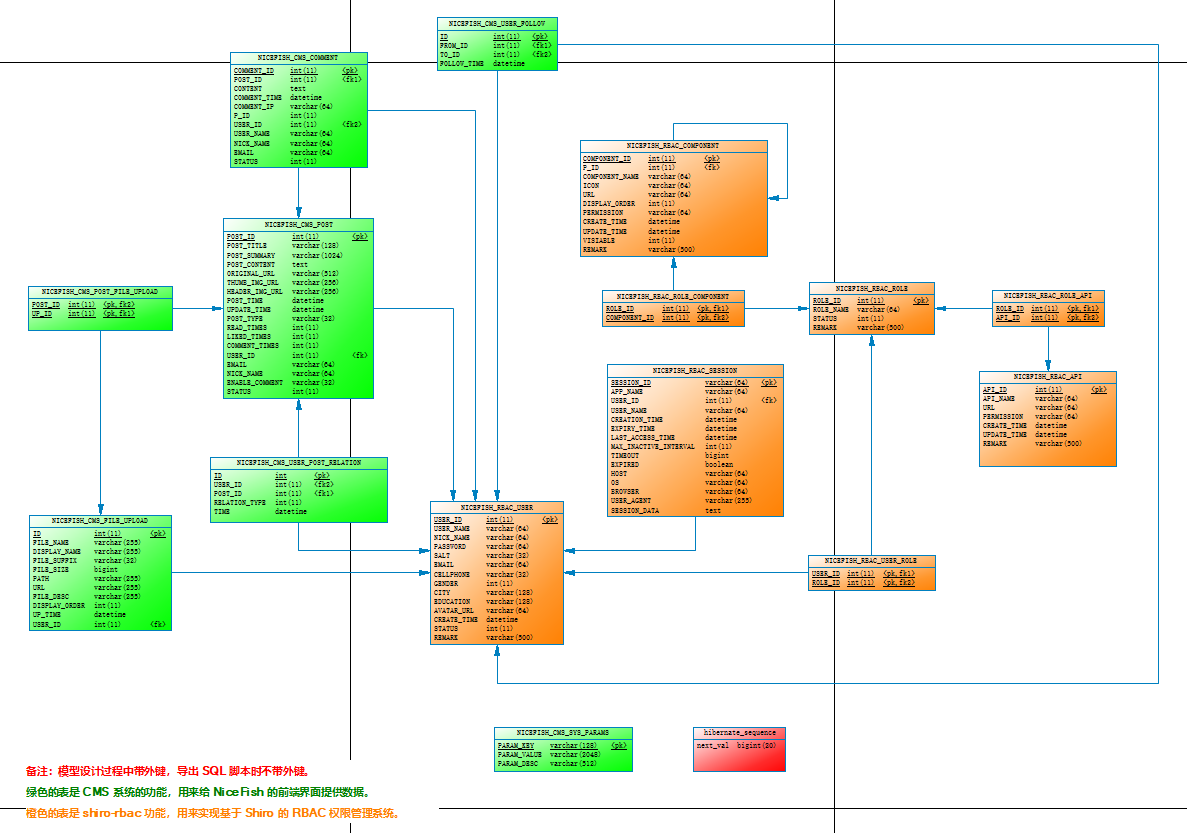 NICEFISH_CMS_USER_FOLLOV
ID int(11) <pk>
FROM_ID int(11) <fk1>
TO_ID int(11) <fk2>
FOLLOV_TIME datetime
NICEFISH_CMS_COMMENT
COMMENT_ID int(11) <pk>
POST_ID int(11) <fk1>
CONTENT text
COMMENT_TIME datetime
COMMENT_IP varchar(64)
P_ID int(11)
USER_ID int(11) <fk2>
USER_NAME varchar(64)
NICK_NAME varchar(64)
EMAIL varchar(64)
STATUS int(11)
NICEFISH_RBAC_COMPONENT
COMPONENT_ID int(11) <pk>
P_ID int(11) <fk>
COMPONENT_NAME varchar(64)
ICON varchar(64)
URL varchar(64)
DISPLAY_ORDER int(11)
PERMISSION varchar(64)
CREATE_TIME datetime
UPDATE_TIME datetime
VISIABLE int(11)
REMARK varchar(500)
NICEFISH_CMS_POST
POST_ID int(11) <pk>
POST_TITLE varchar(128)
POST_SUMMARY varchar(1024)
POST_CONTENT text
ORIGINAL_URL varchar(512)
THUMB_IMG_URL varchar(256)
HEADER_IMG_URL varchar(256)
POST_TIME datetime
UPDATE_TIME datetime
POST_TYPE varchar(32)
READ_TIMES int(11)
LIKED_TIMES int(11)
COMMENT_TIMES int(11)
USER_ID int(11) <fk>
EMAIL varchar(64)
NICK_NAME varchar(64)
ENABLE_COMMENT varchar(32)
STATUS int(11)
NICEFISH_CMS_POST_FILE_UPLOAD
POST_ID int(11) <pk,fk2>
UP_ID int(11) <pk,fk1>
NICEFISH_RBAC_ROLE_COMPONENT
ROLE_ID int(11) <pk,fk1>
COMPONENT_ID int(11) <pk,fk2>
NICEFISH_RBAC_ROLE
ROLE_ID int(11) <pk>
ROLE_NAME varchar(64)
STATUS int(11)
REMARK varchar(500)
NICEFISH_RBAC_ROLE_API
ROLE_ID int(11) <pk,fk1>
API_ID int(11) <pk,fk2>
NICEFISH_RBAC_SESSION
SESSION_ID varchar(64) <pk>
APP_NAME varchar(64)
USER_ID int(11) <fk>
USER_NAME varchar(64)
CREATION_TIME datetime
EXPIRY_TIME datetime
LAST_ACCESS_TIME datetime
MAX_INACTIVE_INTERVAL int(11)
TIMEOUT bigint
EXPIRED boolean
HOST varchar(64)
OS varchar(64)
BROWSER varchar(64)
USER_AGENT varchar(255)
SESSION_DATA text
NICEFISH_RBAC_API
API_ID int(11) <pk>
API_NAME varchar(64)
URL varchar(64)
PERMISSION varchar(64)
CREATE_TIME datetime
UPDATE_TIME datetime
REMARK varchar(500)
NICEFISH_CMS_USER_POST_RELATION
ID int <pk>
USER_ID int(11) <fk2>
POST_ID int(11) <fk1>
RELATION_TYPE int(11)
TIME datetime
NICEFISH_CMS_FILE_UPLOAD
ID int(11) <pk>
FILE_NAME varchar(255)
DISPLAY_NAME varchar(255)
FILE_SUFFIX varchar(32)
FILE_SIZE bigint
PATH varchar(255)
URL varchar(255)
FILE_DESC varchar(255)
DISPLAY_ORDER int(11)
UP_TIME datetime
USER_ID int(11) <fk>
NICEFISH_RBAC_USER
USER_ID int(11) <pk>
USER_NAME varchar(64)
NICK_NAME varchar(64)
PASSWORD varchar(64)
SALT varchar(32)
EMAIL varchar(64)
CELLPHONE varchar(32)
GENDER int(11)
CITY varchar(128)
EDUCATION varchar(128)
AVATAR_URL varchar(64)
CREATE_TIME datetime
STATUS int(11)
REMARK varchar(500)
NICEFISH_RBAC_USER_ROLE
USER_ID int(11) <pk,fk1>
ROLE_ID int(11) <pk,fk2>
NICEFISH_CMS_SYS_PARAMS
PARAM_KEY varchar(128) <pk>
PARAM_VALUE varchar(2048)
PARAM_DESC varchar(512)
hibernate_sequence
next_val bigint(20)
备注：模型设计过程中带外键，导出 SQL 脚本时不带外键。
绿色的表是 CMS 系统的功能，用来给 NiceFish 的前端界面提供数据。
橙色的表是 shiro-rbac 功能，用来实现基于 Shiro 的 RBAC 权限管理系统。